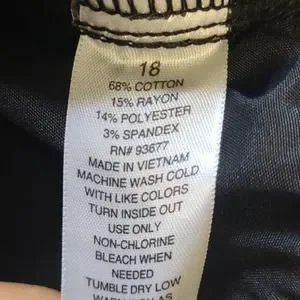 18
68% COTTON
15% RAYON
14% POLYESTER
3% SPANDEX
RN# 93677
MADE IN VIETNAM
MACHINE WASH COLD
WITH LIKE COLORS
TURN INSIDE OUT
USE ONLY
NON-CHLORINE
BLEACH WHEN
NEEDED
TUMBLE DRY LOW